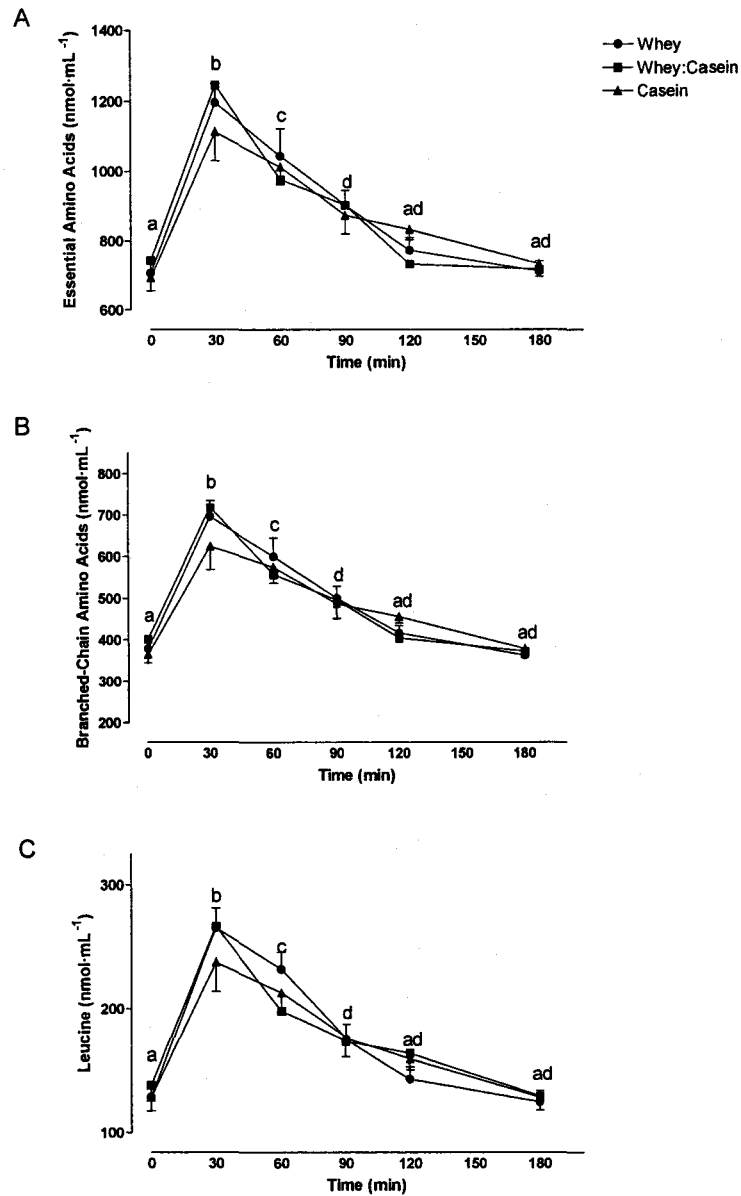 A
Essential Amino Acids (nmol·mL⁻¹)
1400
1200
1000
800
600
a
b
c
d
ad
ad
0 30 60 90 120 150 180
Time (min)
Whey
Whey:Casein
Casein
B
Branched-Chain Amino Acids (nmol·mL⁻¹)
800
700
600
500
400
300
200
a
b
c
d
ad
ad
0 30 60 90 120 150 180
Time (min)
C
Leucine (nmol·mL⁻¹)
300
200
100
a
b
c
d
ad
ad
0 30 60 90 120 150 180
Time (min)